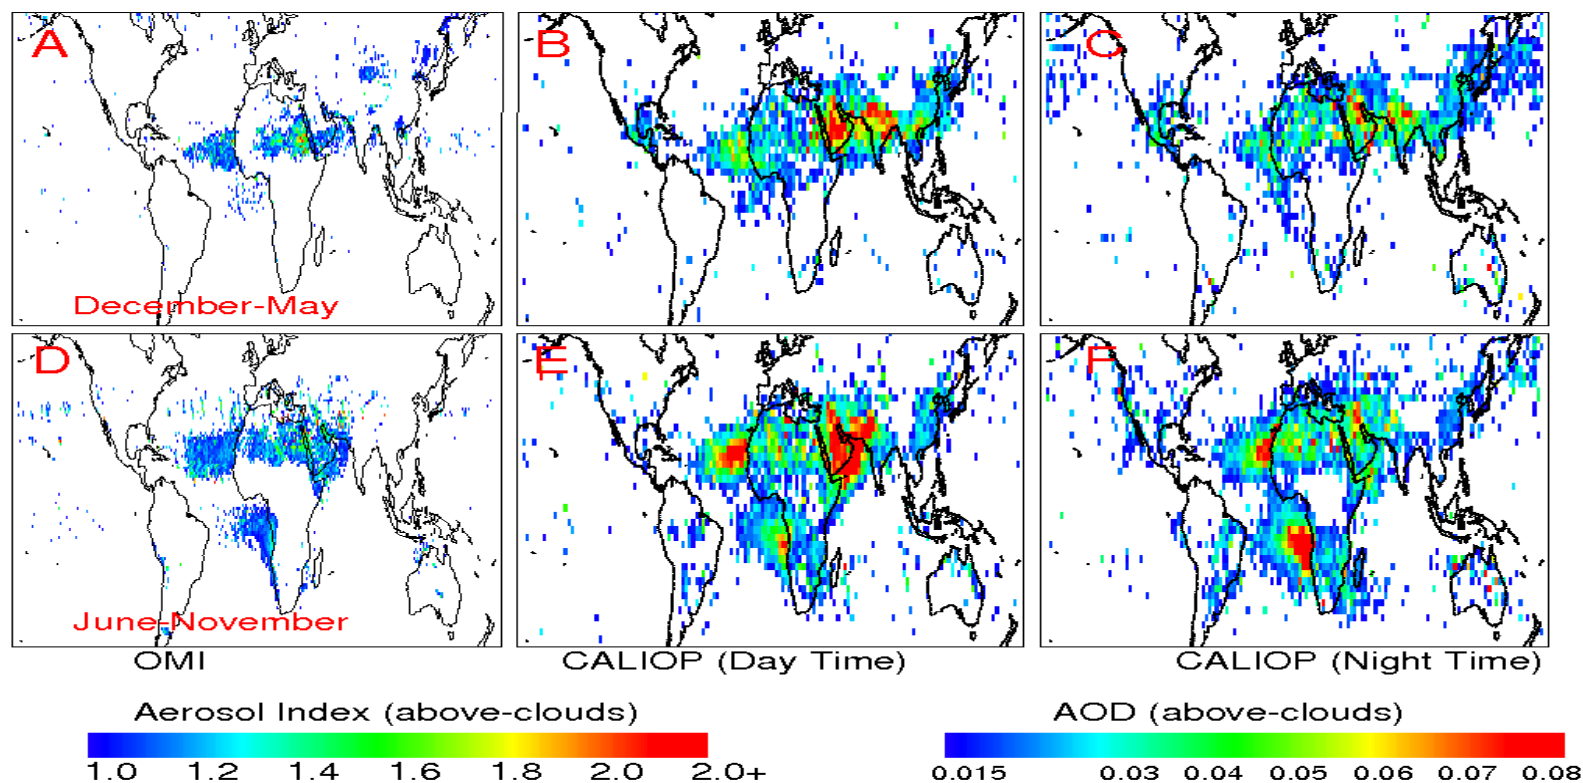 A
B
C
December-May
D
E
F
June-November
OMI
CALIOP (Day Time)
CALIOP (Night Time)
Aerosol Index (above-clouds)
AOD (above-clouds)
1.0 1.2 1.4 1.6 1.8 2.0 2.0+
0.015 0.03 0.04 0.05 0.06 0.07 0.08